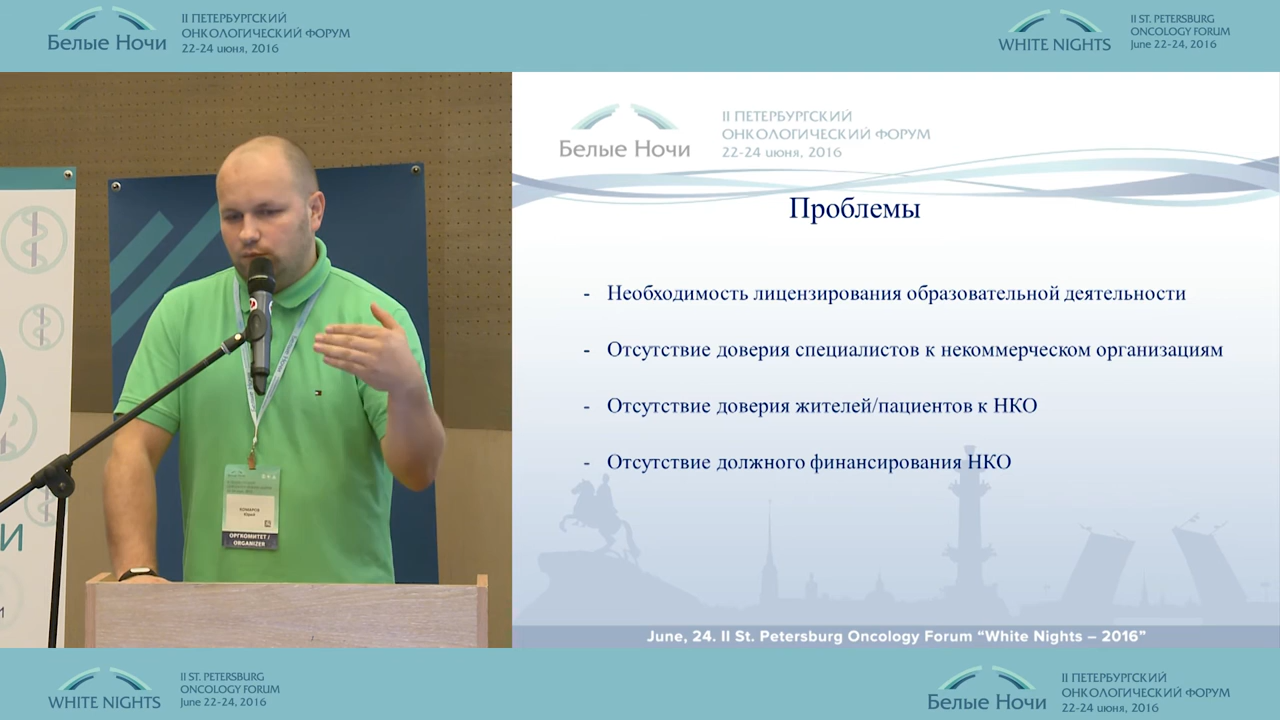 Белые Ночи
II ПЕТЕРБУРГСКИЙ
ОНКОЛОГИЧЕСКИЙ ФОРУМ
22-24 июня, 2016
WHITE NIGHTS
II ST. PETERSBURG
ONCOLOGY FORUM
June 22-24, 2016
Белые Ночи
II ПЕТЕРБУРГСКИЙ
ОНКОЛОГИЧЕСКИЙ ФОРУМ
22-24 июня, 2016
Проблемы
- Необходимость лицензирования образовательной деятельности
- Отсутствие доверия специалистов к некоммерческом организациям
- Отсутствие доверия жителей/пациентов к НКО
- Отсутствие должного финансирования НКО
КОМАРОВ
Юрий
ОРГКОМИТЕТ /
ORGANIZER
June, 24. II St. Petersburg Oncology Forum “White Nights – 2016”
WHITE NIGHTS
II ST. PETERSBURG
ONCOLOGY FORUM
June 22-24, 2016
Белые Ночи
II ПЕТЕРБУРГСКИЙ
ОНКОЛОГИЧЕСКИЙ ФОРУМ
22-24 июня, 2016